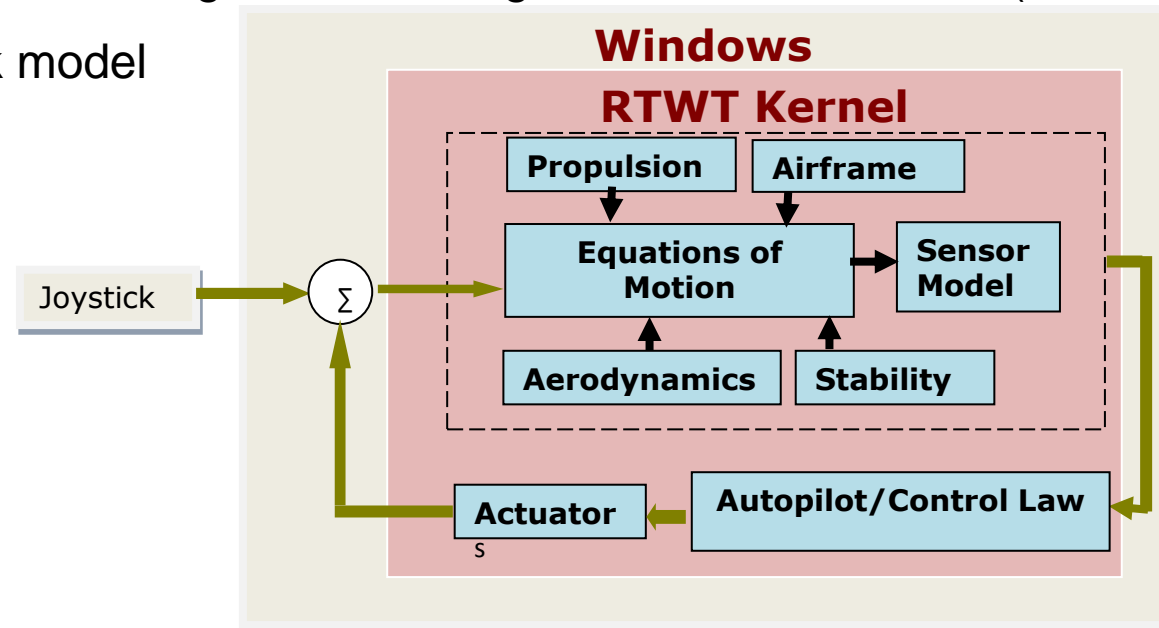 model
Windows
RTWT Kernel
Propulsion
Airframe
Equations of
Motion
Sensor
Model
Joystick
Σ
Aerodynamics
Stability
Autopilot/Control Law
Actuator
s